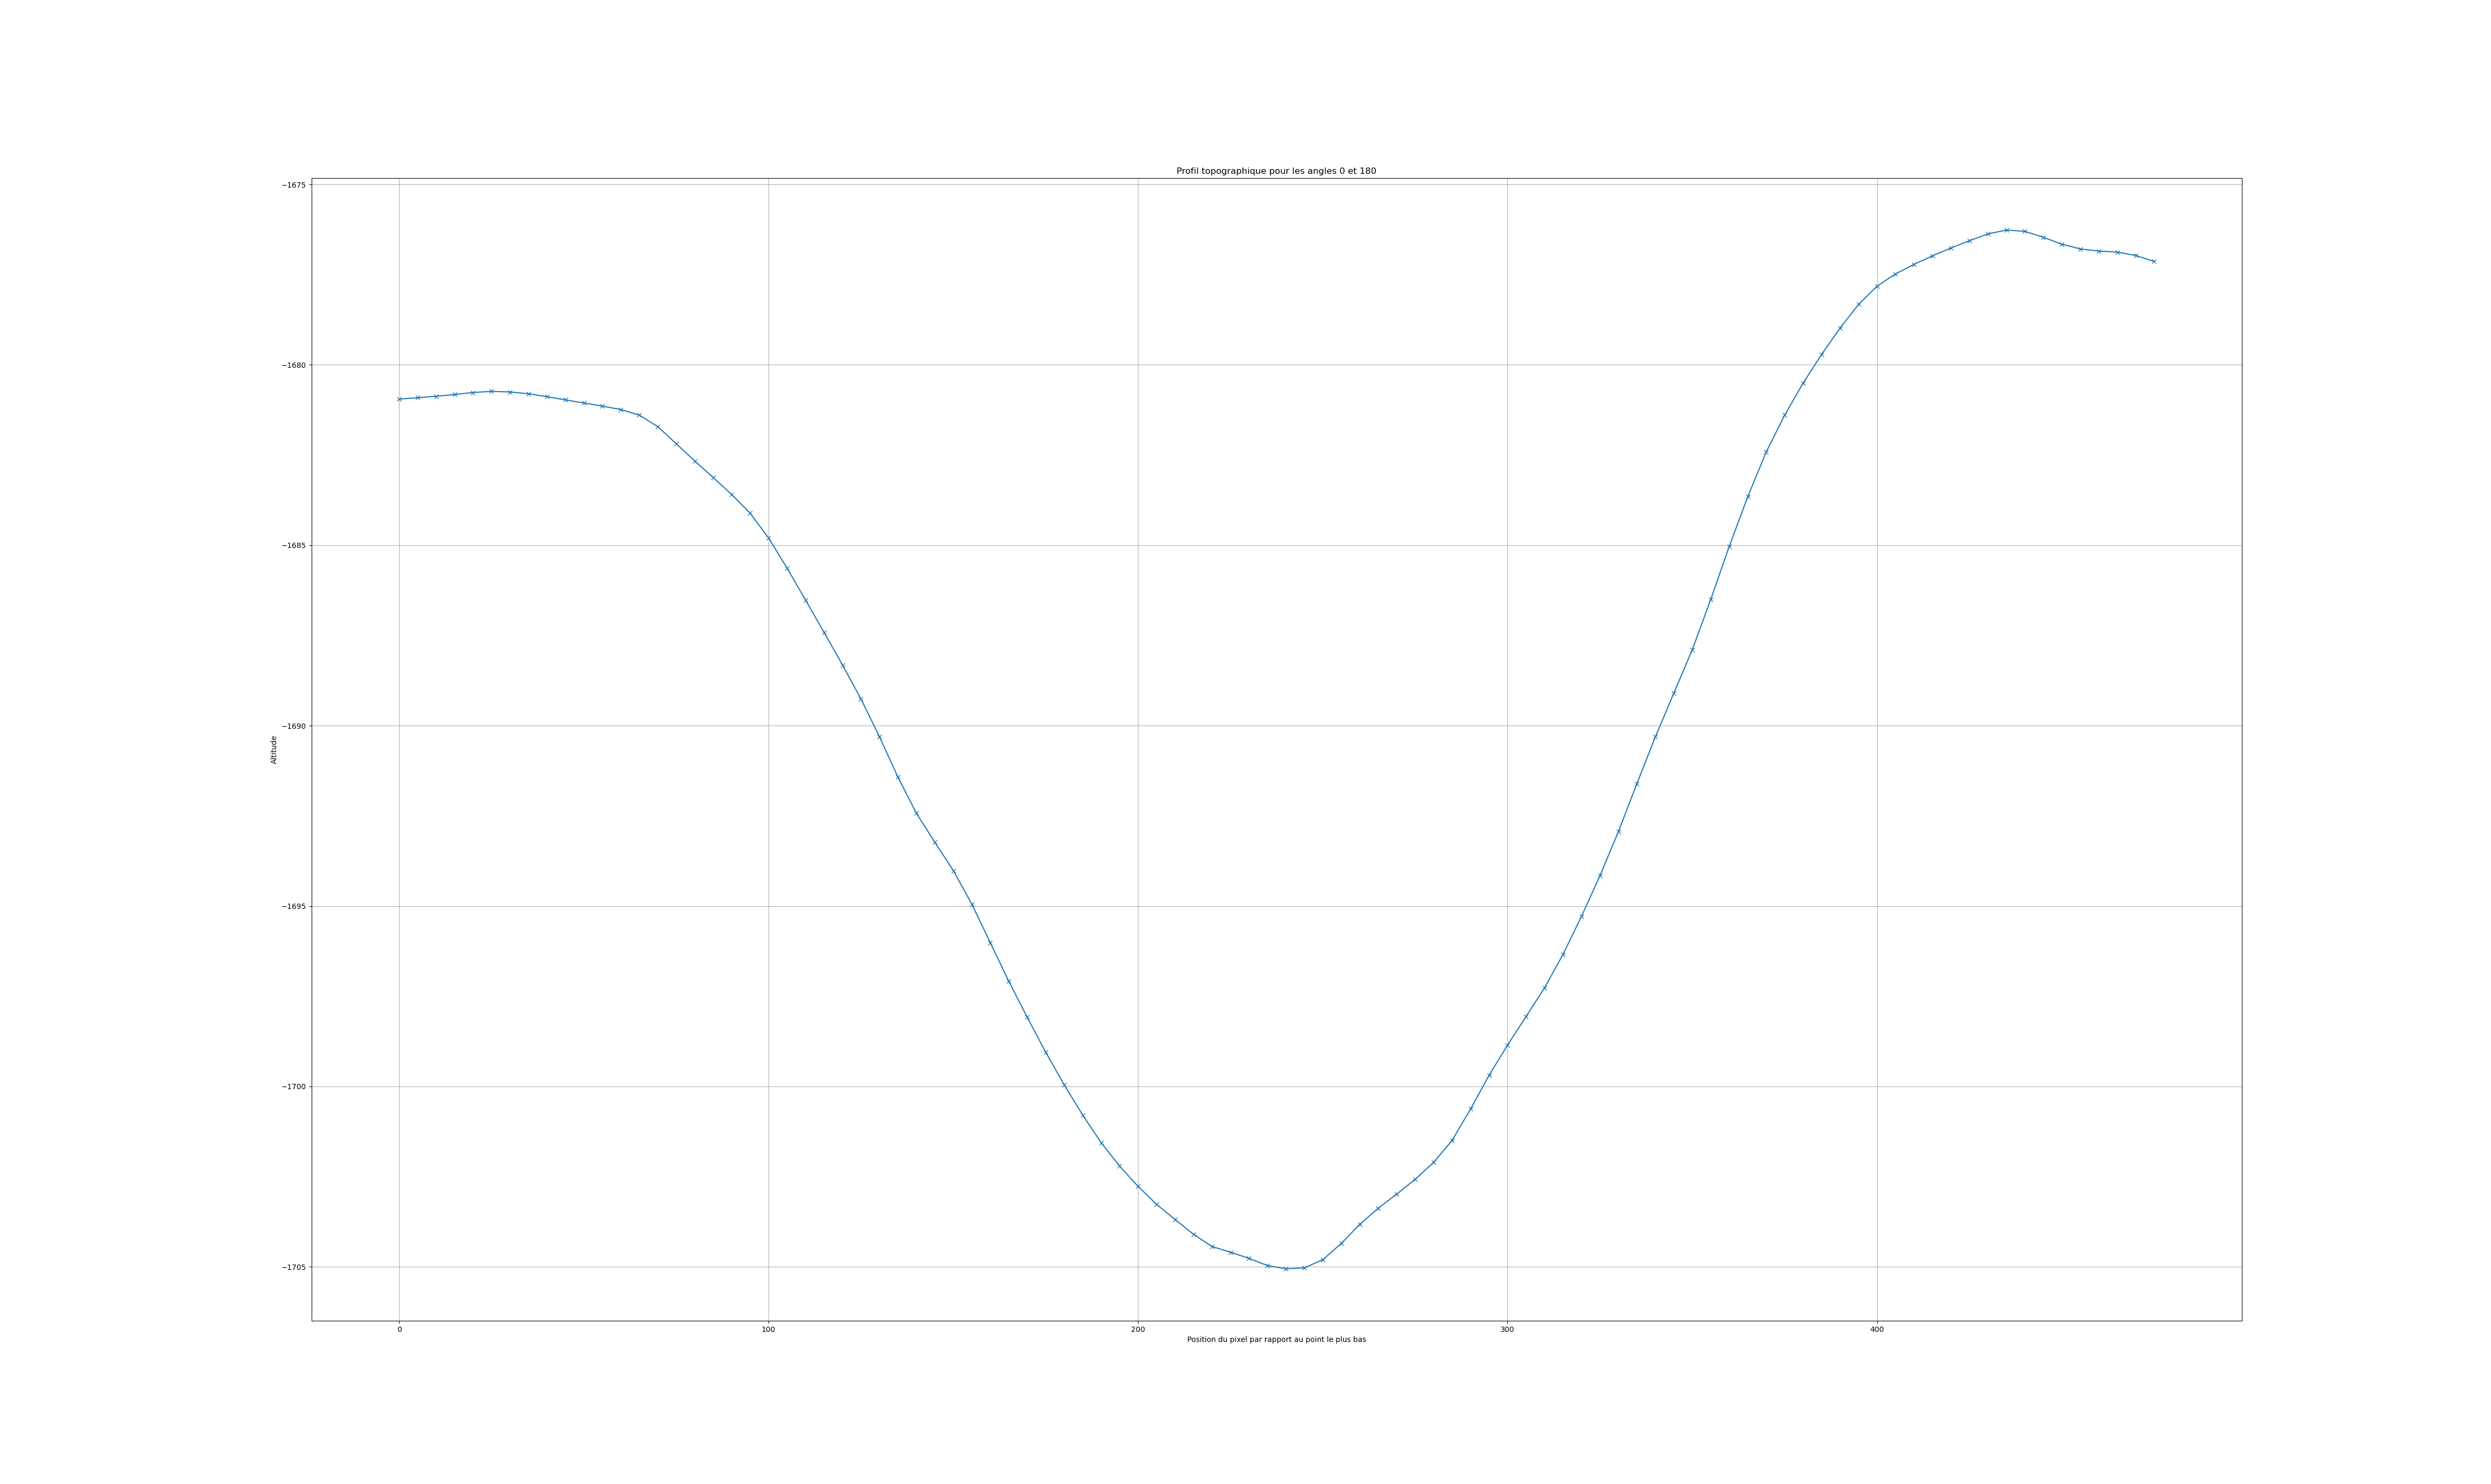 Profil topographique pour les angles 0 et 180
−1675
−1680
−1685
−1690
−1695
−1700
−1705
Altitude
0 100 200 300 400
Position du pixel par rapport au point le plus bas